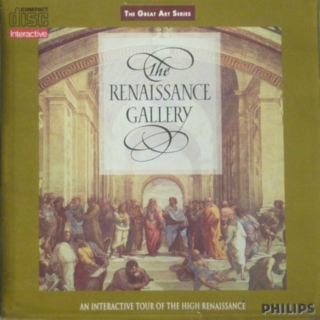 COMPACT
disc
Interactive
THE GREAT ART SERIES
The
RENAISSANCE
GALLERY
AN INTERACTIVE TOUR OF THE HIGH RENAISSANCE
PHILIPS